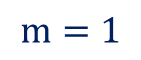 m = 1